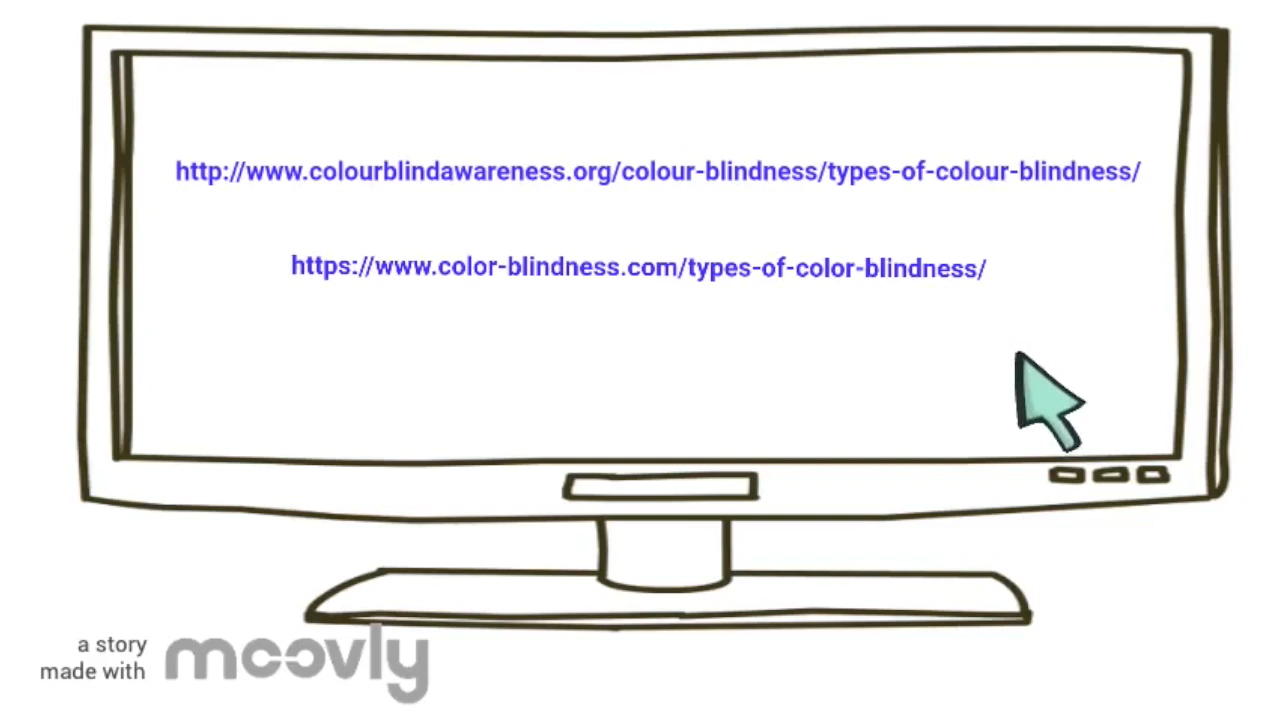 http://www.colourblindawareness.org/colour-blindness/types-of-colour-blindness/
https://www.color-blindness.com/types-of-color-blindness/
a story
made with moovly